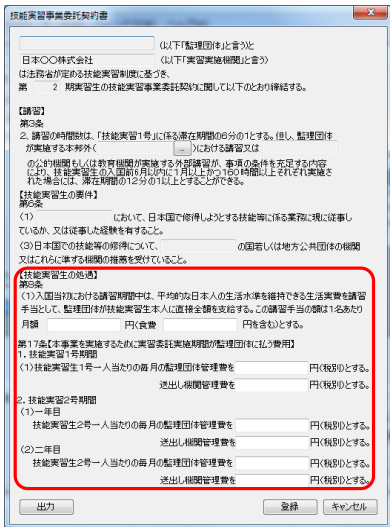 技能実習事業委託契約書
(以下「監理団体」と言う)と
日本〇〇株式会社 (以下「実習実施機関」と言う)
は法務省が定める技能実習制度に基づき、
第 2 期実習生の技能実習事業委託契約に関して以下のとおり締結する。
【講習】
第3条
2、講習の時間数は、「技能実習1号」に係る滞在期間の6分の1とする。但し、監理団体
が実施する本邦外( ... )における講習又は
の公的機関もしくは教育機関が実施する外部講習が、事項の条件を充足する内容
により、技能実習生の入国前6月以内に1月以上かつ160時間以上それぞれ実施さ
れた場合には、滞在期間の12分の1以上とすることができる。
【技能実習生の要件】
第6条
(1) において、日本国で修得しようとする技能等に係る業務に現に従事し
ているか、又は従事した経験を有すること。
(3)日本国での技能等の修得について、 の国若しくは地方公共団体の機関
又はこれらに準ずる機関の推薦を受けていること。
【技能実習生の処遇】
第8条
(1)入国当初における講習期間中は、平均的な日本人の生活水準を維持できる生活実費を講習
手当として、監理団体が技能実習生本人に直接全額を支給する。この講習手当の額は1名あたり
月額 円(食費 円を含む)とする。
第17条【本事業を実施するために実習委託実施期間が監理団体に払う費用】
1. 技能実習1号期間
(1)技能実習生1号一人当たりの毎月の監理団体管理費を 円(税別)とする。
送出し機関管理費を 円(税別)とする。
2. 技能実習2号期間
(1)一年目
技能実習生2号一人当たりの毎月の監理団体管理費を 円(税別)とする。
送出し機関管理費を 円(税別)とする。
(2)二年目
技能実習生2号一人当たりの毎月の監理団体管理費を 円(税別)とする。
送出し機関管理費を 円(税別)とする。
出力 登録 キャンセル